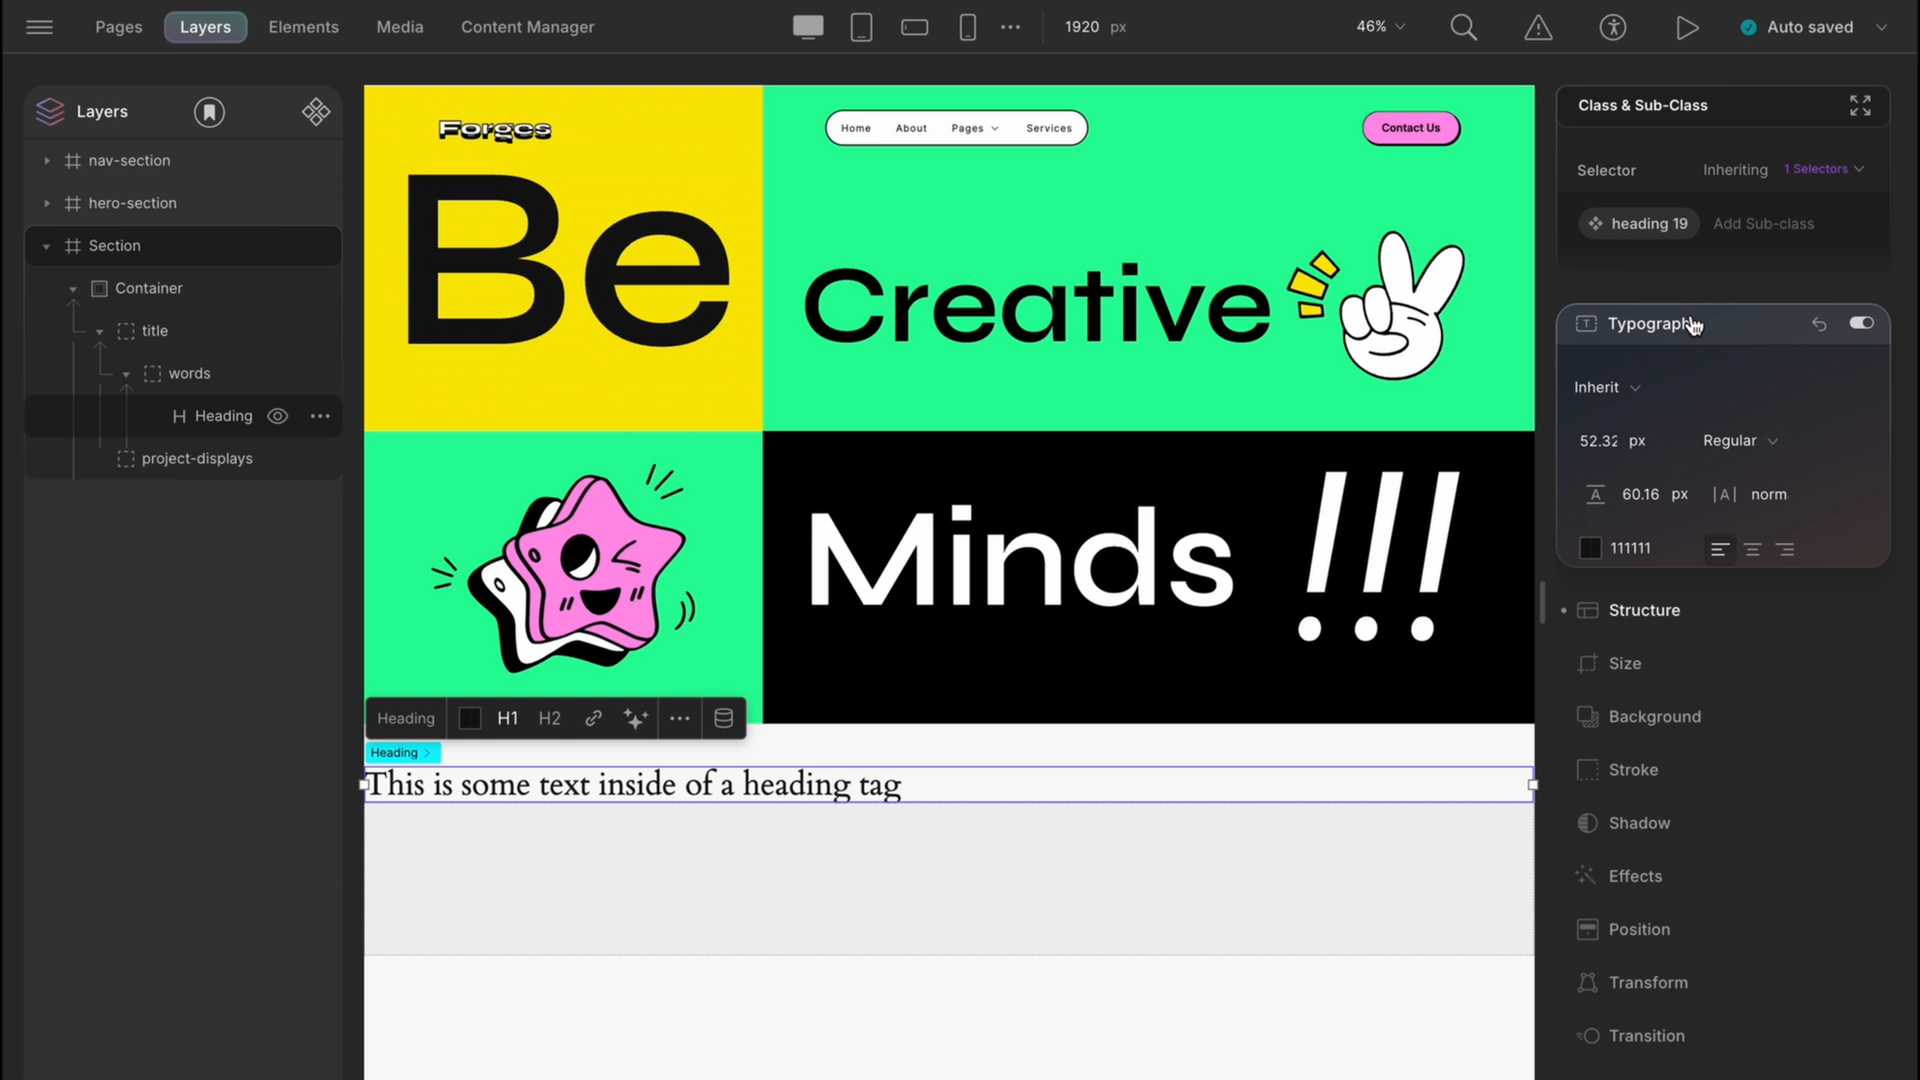 Pages
Layers
Elements
Media
Content Manager
1920 px
46%
Auto saved
Layers
nav-section
hero-section
Section
Container
title
words
H Heading
project-displays
Forges
Home
About
Pages
Services
Contact Us
Be
Creative
Minds
!!!
Heading
H1
H2
Heading
This is some text inside of a heading tag
Class & Sub-Class
Selector
Inheriting
1 Selectors
heading 19
Add Sub-class
Typography
Inherit
52.32 px
Regular
A
60.16 px
|A|
norm
111111
Structure
Size
Background
Stroke
Shadow
Effects
Position
Transform
Transition